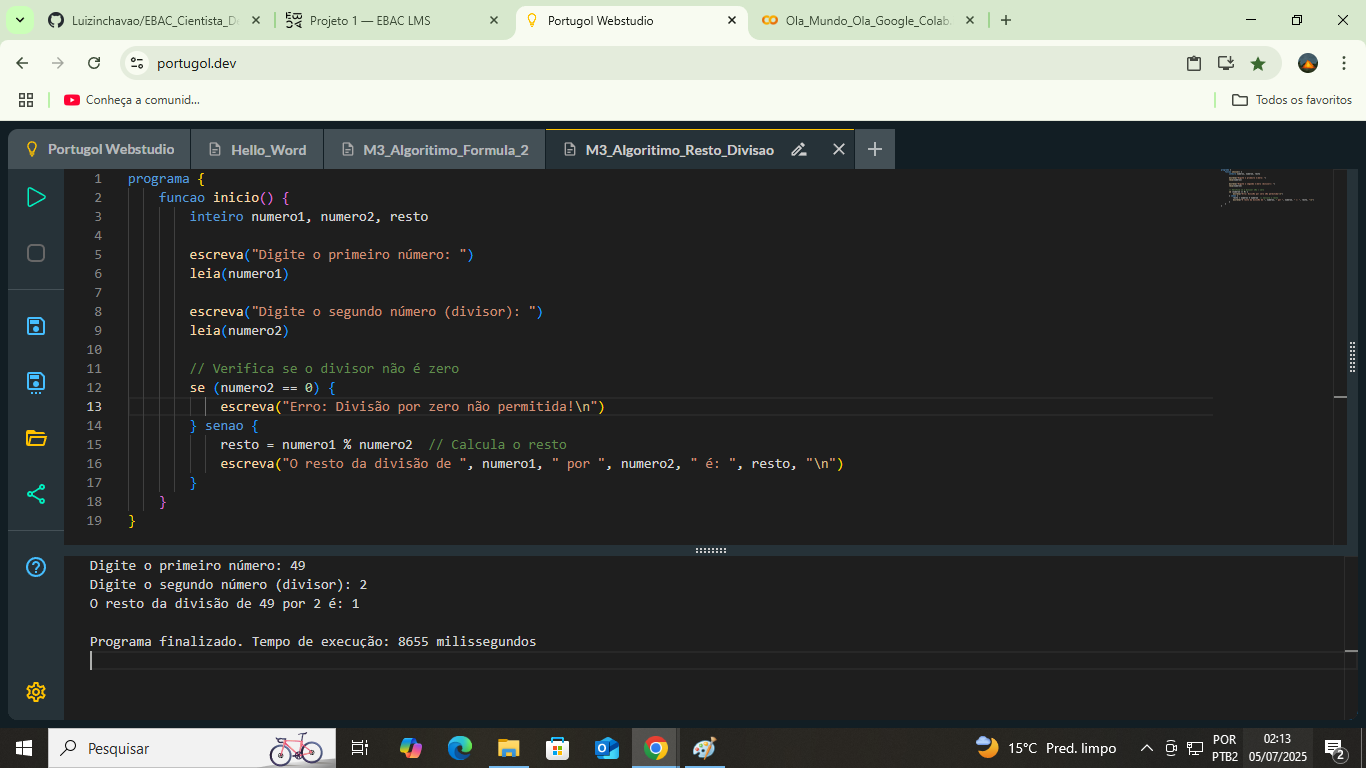 Luizinchavao/EBAC_Cientista_D
Projeto 1 — EBAC LMS
Portugol Webstudio
Ola_Mundo_Ola_Google_Colab
portugol.dev
Conheça a comunid...
Todos os favoritos
Portugol Webstudio
Hello_Word
M3_Algoritimo_Formula_2
M3_Algoritimo_Resto_Divisao
1 programa {
2 funcao inicio() {
3 inteiro numero1, numero2, resto
4
5 escreva("Digite o primeiro número: ")
6 leia(numero1)
7
8 escreva("Digite o segundo número (divisor): ")
9 leia(numero2)
10
11 // Verifica se o divisor não é zero
12 se (numero2 == 0) {
13 escreva("Erro: Divisão por zero não permitida!\n")
14 } senao {
15 resto = numero1 % numero2 // Calcula o resto
16 escreva("O resto da divisão de ", numero1, " por ", numero2, " é: ", resto, "\n")
17 }
18 }
19 }
Digite o primeiro número: 49
Digite o segundo número (divisor): 2
O resto da divisão de 49 por 2 é: 1
Programa finalizado. Tempo de execução: 8655 milissegundos
Pesquisar
15°C Pred. limpo
POR
PTB2
02:13
05/07/2025
2